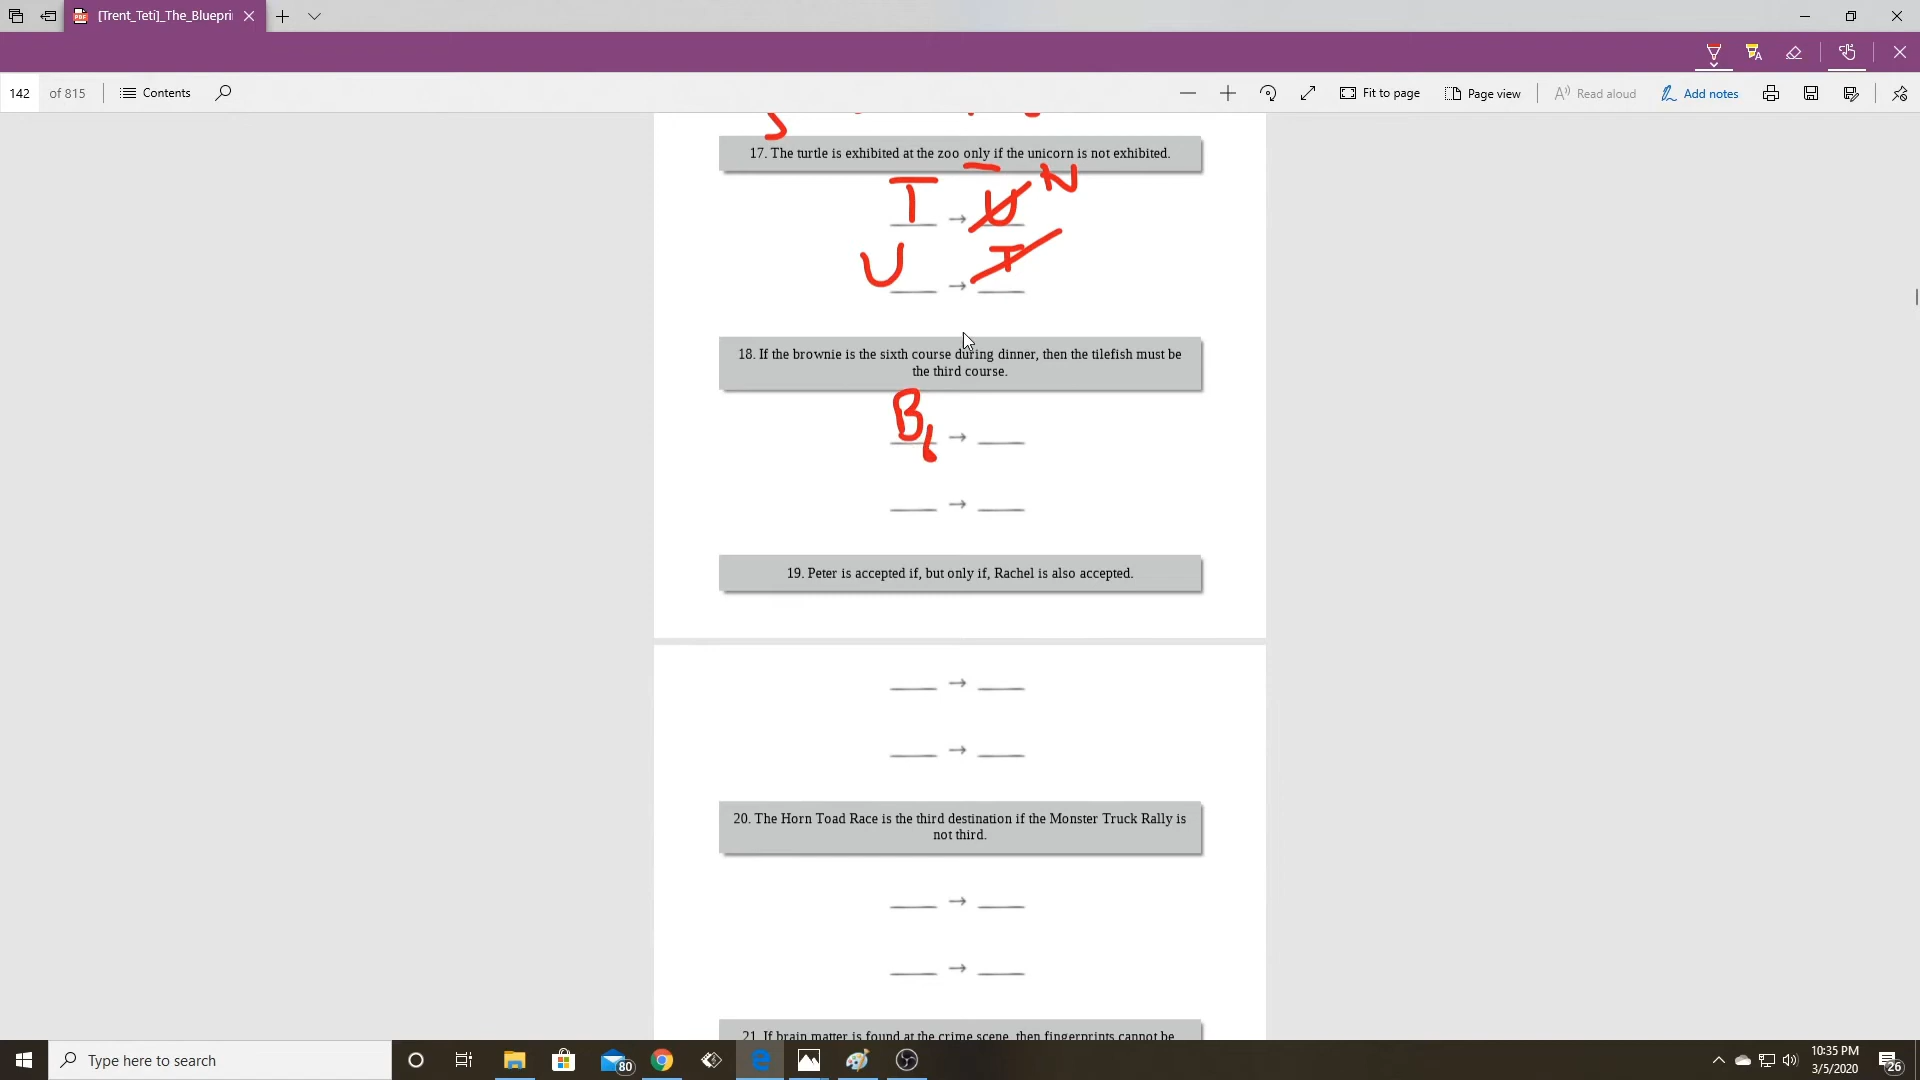 [Trent_Teti]_The_Blueprin
142 of 815 Contents
Fit to page Page view Read aloud Add notes
17. The turtle is exhibited at the zoo only if the unicorn is not exhibited.
N
T → U
U → T
18. If the brownie is the sixth course during dinner, then the tilefish must be
the third course.
B6 →
→
19. Peter is accepted if, but only if, Rachel is also accepted.
→
→
20. The Horn Toad Race is the third destination if the Monster Truck Rally is
not third.
→
→
21. If brain matter is found at the crime scene, then fingerprints cannot be
Type here to search
80
10:35 PM
3/5/2020
26